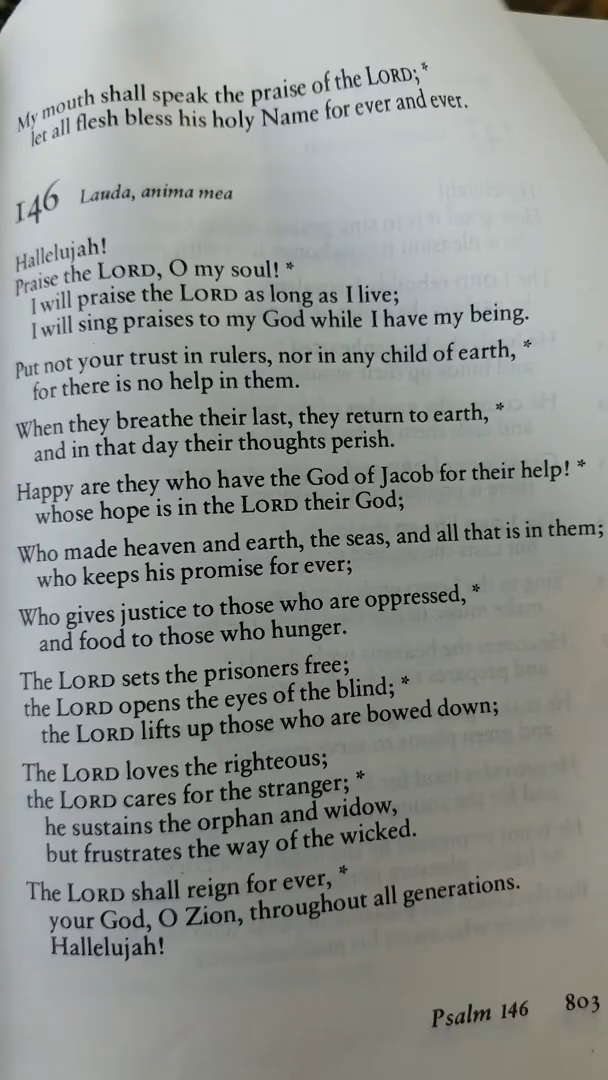 My mouth shall speak the praise of the LORD; *
let all flesh bless his holy Name for ever and ever.
146 Lauda, anima mea
Hallelujah!
Praise the LORD, O my soul! *
I will praise the LORD as long as I live;
I will sing praises to my God while I have my being.
Put not your trust in rulers, nor in any child of earth, *
for there is no help in them.
When they breathe their last, they return to earth, *
and in that day their thoughts perish.
Happy are they who have the God of Jacob for their help! *
whose hope is in the LORD their God;
Who made heaven and earth, the seas, and all that is in them;
who keeps his promise for ever;
Who gives justice to those who are oppressed, *
and food to those who hunger.
The LORD sets the prisoners free;
the LORD opens the eyes of the blind; *
the LORD lifts up those who are bowed down;
The LORD loves the righteous;
the LORD cares for the stranger; *
he sustains the orphan and widow,
but frustrates the way of the wicked.
The LORD shall reign for ever, *
your God, O Zion, throughout all generations.
Hallelujah!
Psalm 146 803